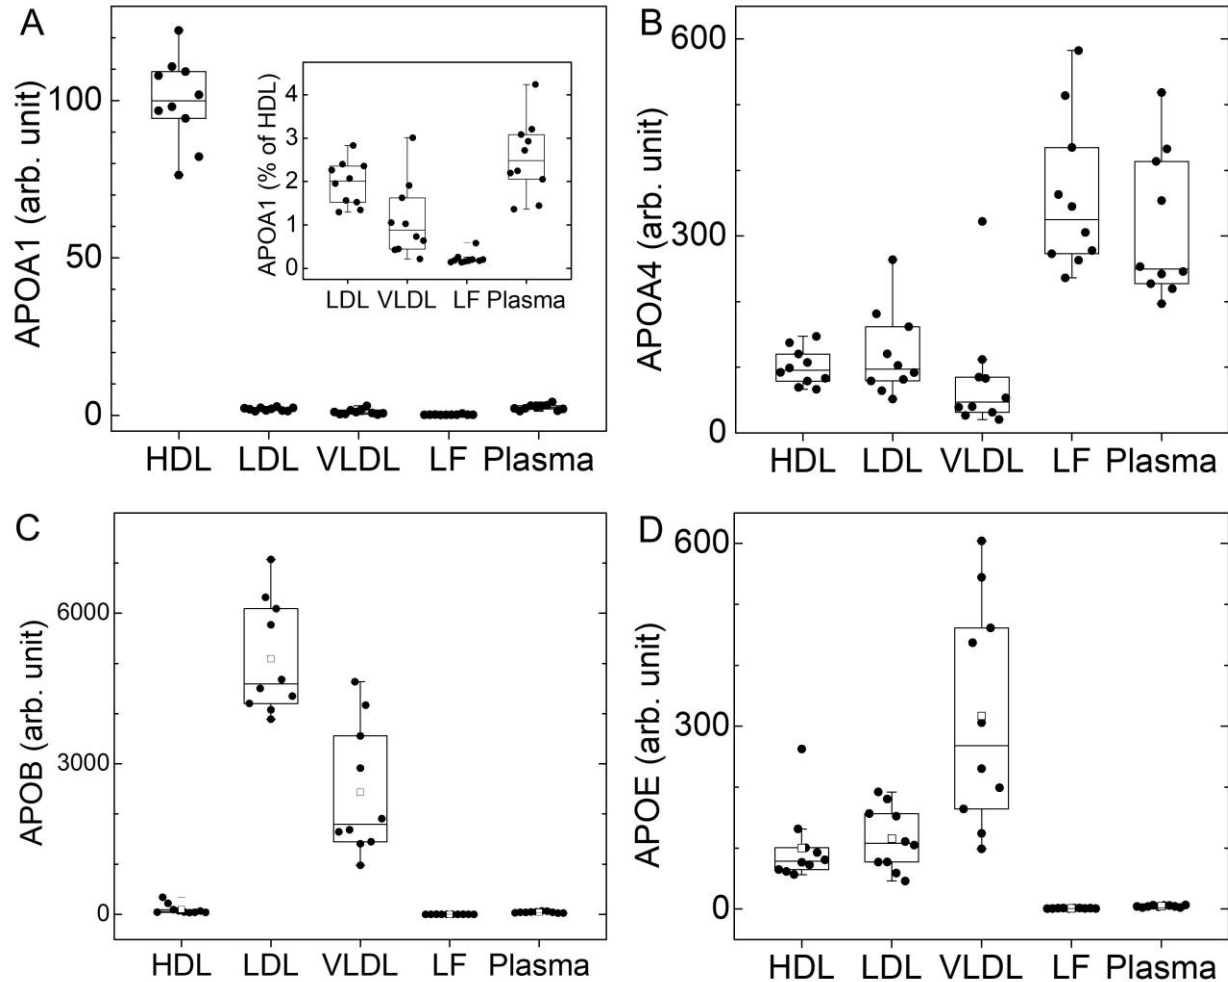 A
APOA1 (arb. unit)
100
50
0
HDL LDL VLDL LF Plasma
APOA1 (% of HDL)
4
3
2
1
0
LDL VLDL LF Plasma
B
APOA4 (arb. unit)
600
300
0
HDL LDL VLDL LF Plasma
C
APOB (arb. unit)
6000
3000
0
HDL LDL VLDL LF Plasma
D
APOE (arb. unit)
600
300
0
HDL LDL VLDL LF Plasma